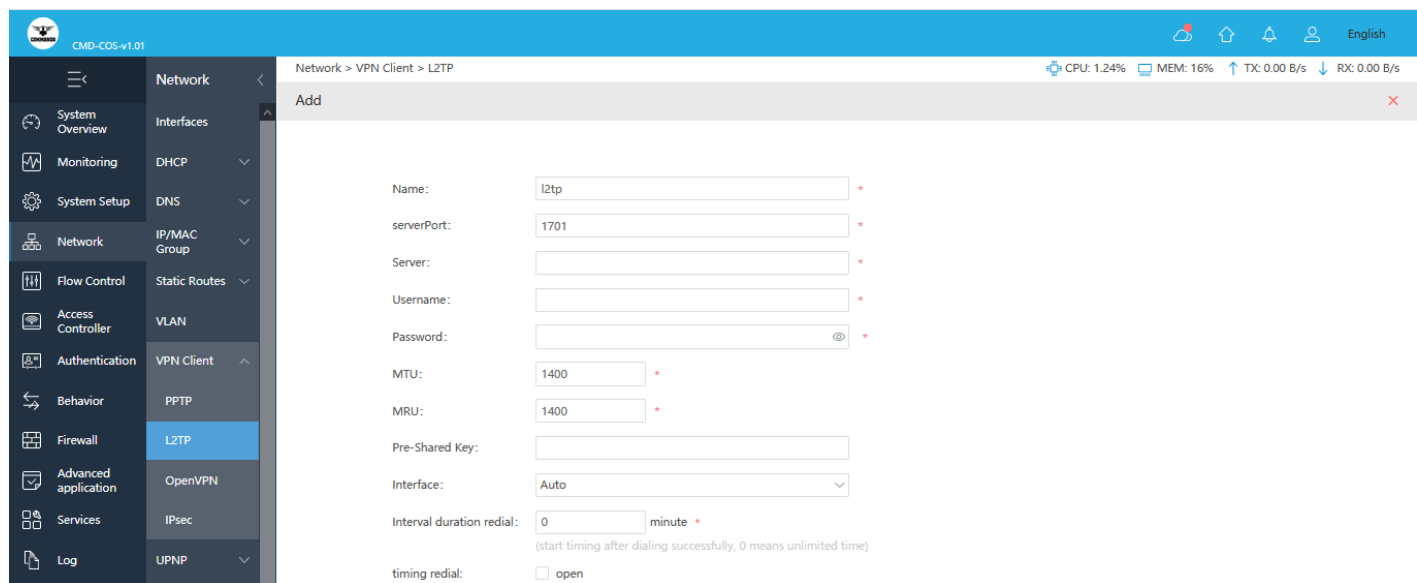 CMD-COS-v1.01
English
Network
Network > VPN Client > L2TP
CPU: 1.24%
MEM: 16%
TX: 0.00 B/s
RX: 0.00 B/s
Add
System
Overview
Monitoring
System Setup
Network
Flow Control
Access
Controller
Authentication
Behavior
Firewall
Advanced
application
Services
Log
Interfaces
DHCP
DNS
IP/MAC
Group
Static Routes
VLAN
VPN Client
PPTP
L2TP
OpenVPN
IPsec
UPNP
Name: l2tp *
serverPort: 1701 *
Server: *
Username: *
Password: *
MTU: 1400 *
MRU: 1400 *
Pre-Shared Key:
Interface: Auto
Interval duration redial: 0 minute *
(start timing after dialing successfully, 0 means unlimited time)
timing redial: open